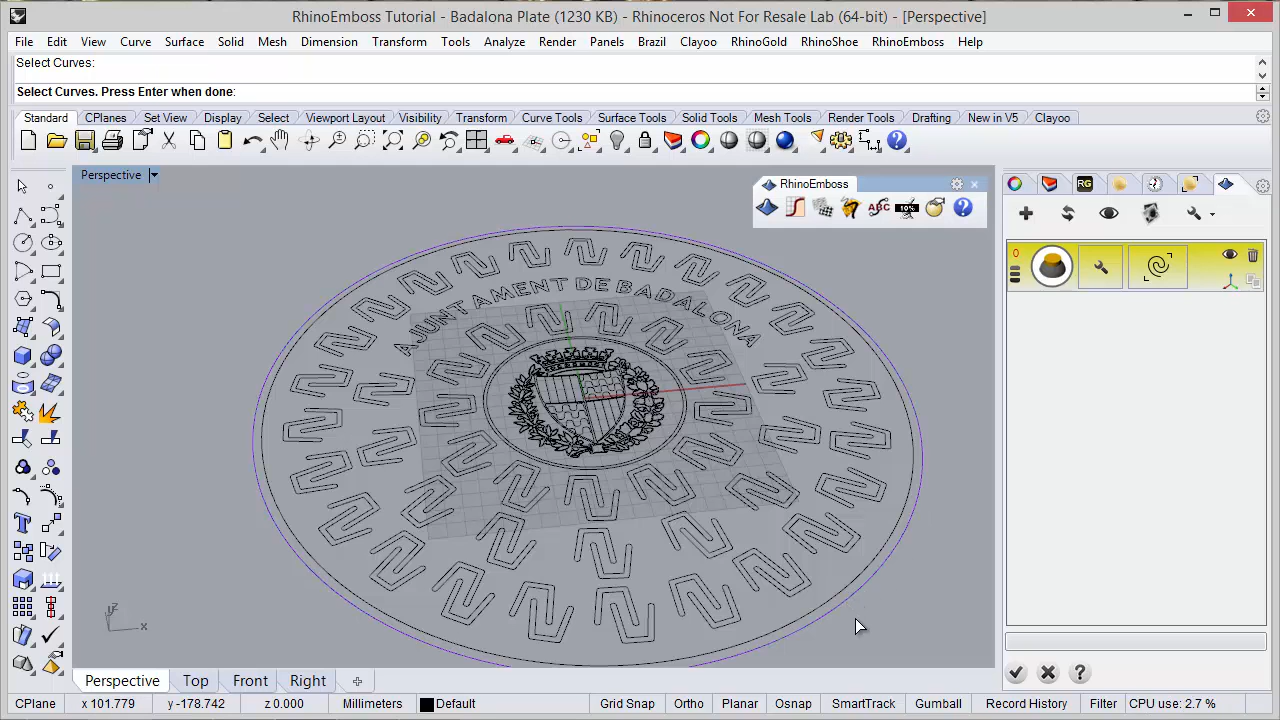 RhinoEmboss Tutorial - Badalona Plate (1230 KB) - Rhinoceros Not For Resale Lab (64-bit) - [Perspective]
File Edit View Curve Surface Solid Mesh Dimension Transform Tools Analyze Render Panels Brazil Clayoo RhinoGold RhinoShoe RhinoEmboss Help
Select Curves:
Select Curves. Press Enter when done:
Standard CPlanes Set View Display Select Viewport Layout Visibility Transform Curve Tools Surface Tools Solid Tools Mesh Tools Render Tools Drafting New in V5 Clayoo
Perspective
RhinoEmboss
RG
ABC 10%
0
AJUNTAMENT DE BADALONA
y z
x
Perspective Top Front Right
CPlane x 101.779 y -178.742 z 0.000 Millimeters Default Grid Snap Ortho Planar Osnap SmartTrack Gumball Record History Filter CPU use: 2.7 %